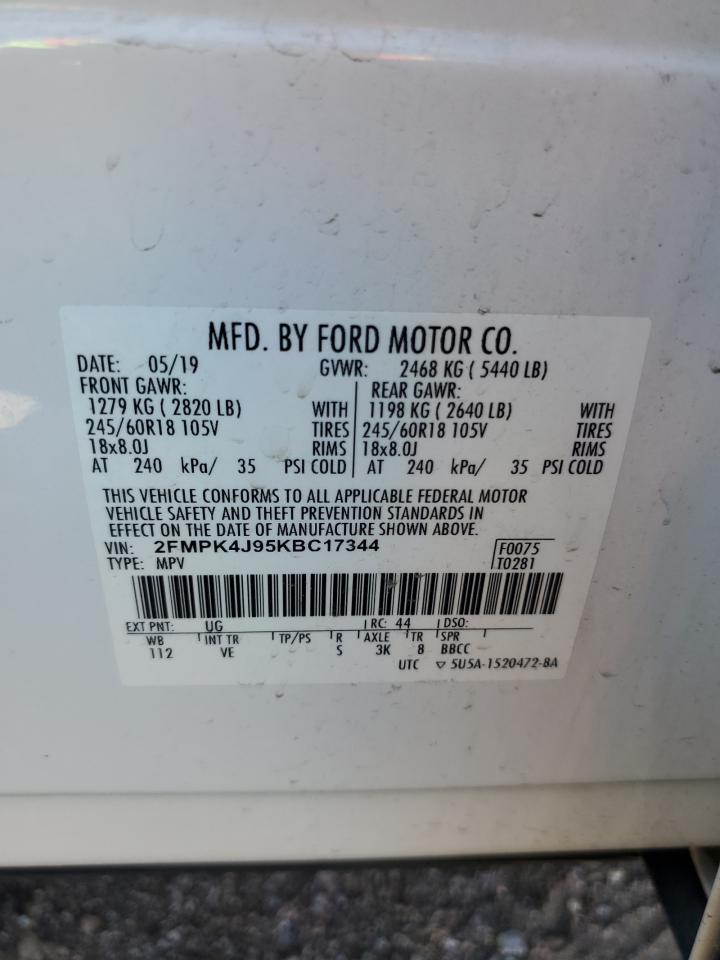 MFD. BY FORD MOTOR CO.
DATE: 05/19 GVWR: 2468 KG ( 5440 LB)
FRONT GAWR: REAR GAWR:
1279 KG ( 2820 LB) WITH 1198 KG ( 2640 LB) WITH
245/60R18 105V TIRES 245/60R18 105V TIRES
18x8.0J RIMS 18x8.0J RIMS
AT 240 kPa/ 35 PSI COLD AT 240 kPa/ 35 PSI COLD
THIS VEHICLE CONFORMS TO ALL APPLICABLE FEDERAL MOTOR
VEHICLE SAFETY AND THEFT PREVENTION STANDARDS IN
EFFECT ON THE DATE OF MANUFACTURE SHOWN ABOVE.
VIN: 2FMPK4J95KBC17344 F0075
TYPE: MPV T0281
EXT PNT: UG RC: 44 DSO:
WB INT TR TP/PS R AXLE TR SPR
112 VE S 3K 8 BBCC
UTC ▽ 5U5A-1520472-BA